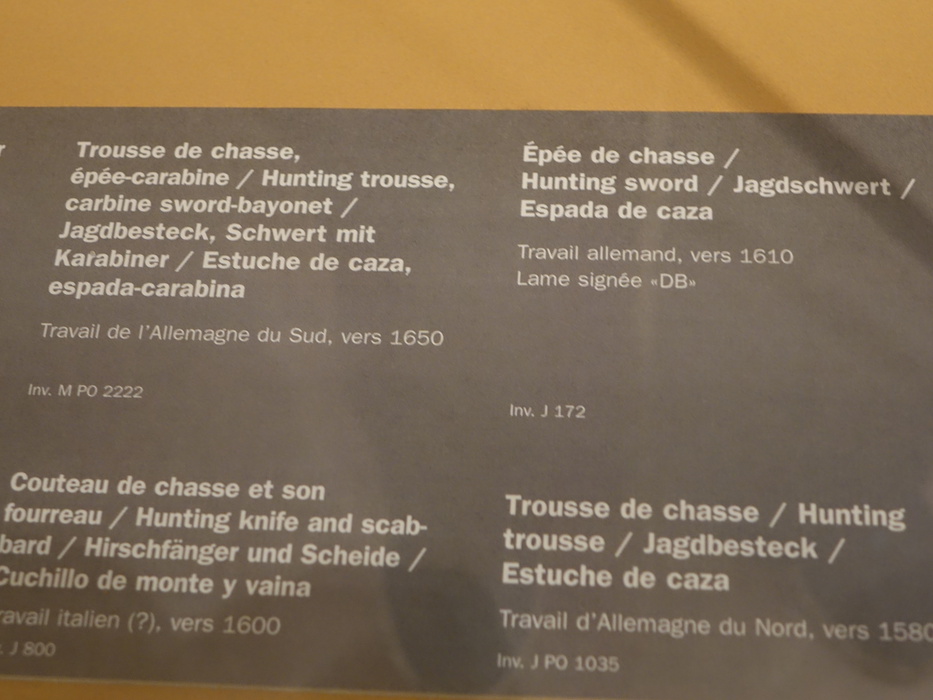 Trousse de chasse,
épée-carabine / Hunting trousse,
carbine sword-bayonet /
Jagdbesteck, Schwert mit
Karabiner / Estuche de caza,
espada-carabina
Travail de l'Allemagne du Sud, vers 1650
Inv. M PO 2222
Épée de chasse /
Hunting sword / Jagdschwert /
Espada de caza
Travail allemand, vers 1610
Lame signée «DB»
Inv. J 172
Couteau de chasse et son
fourreau / Hunting knife and scab-
bard / Hirschfänger und Scheide /
Cuchillo de monte y vaina
ravail italien (?), vers 1600
. J 800
Trousse de chasse / Hunting
trousse / Jagdbesteck /
Estuche de caza
Travail d'Allemagne du Nord, vers 1580
Inv. J PO 1035